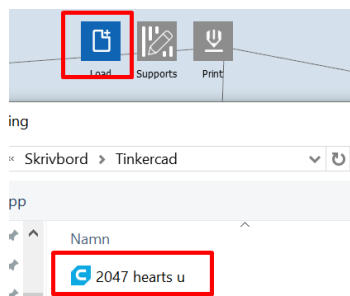 Load Supports Print
ing
« Skrivbord > Tinkercad
pp
Namn
2047 hearts u